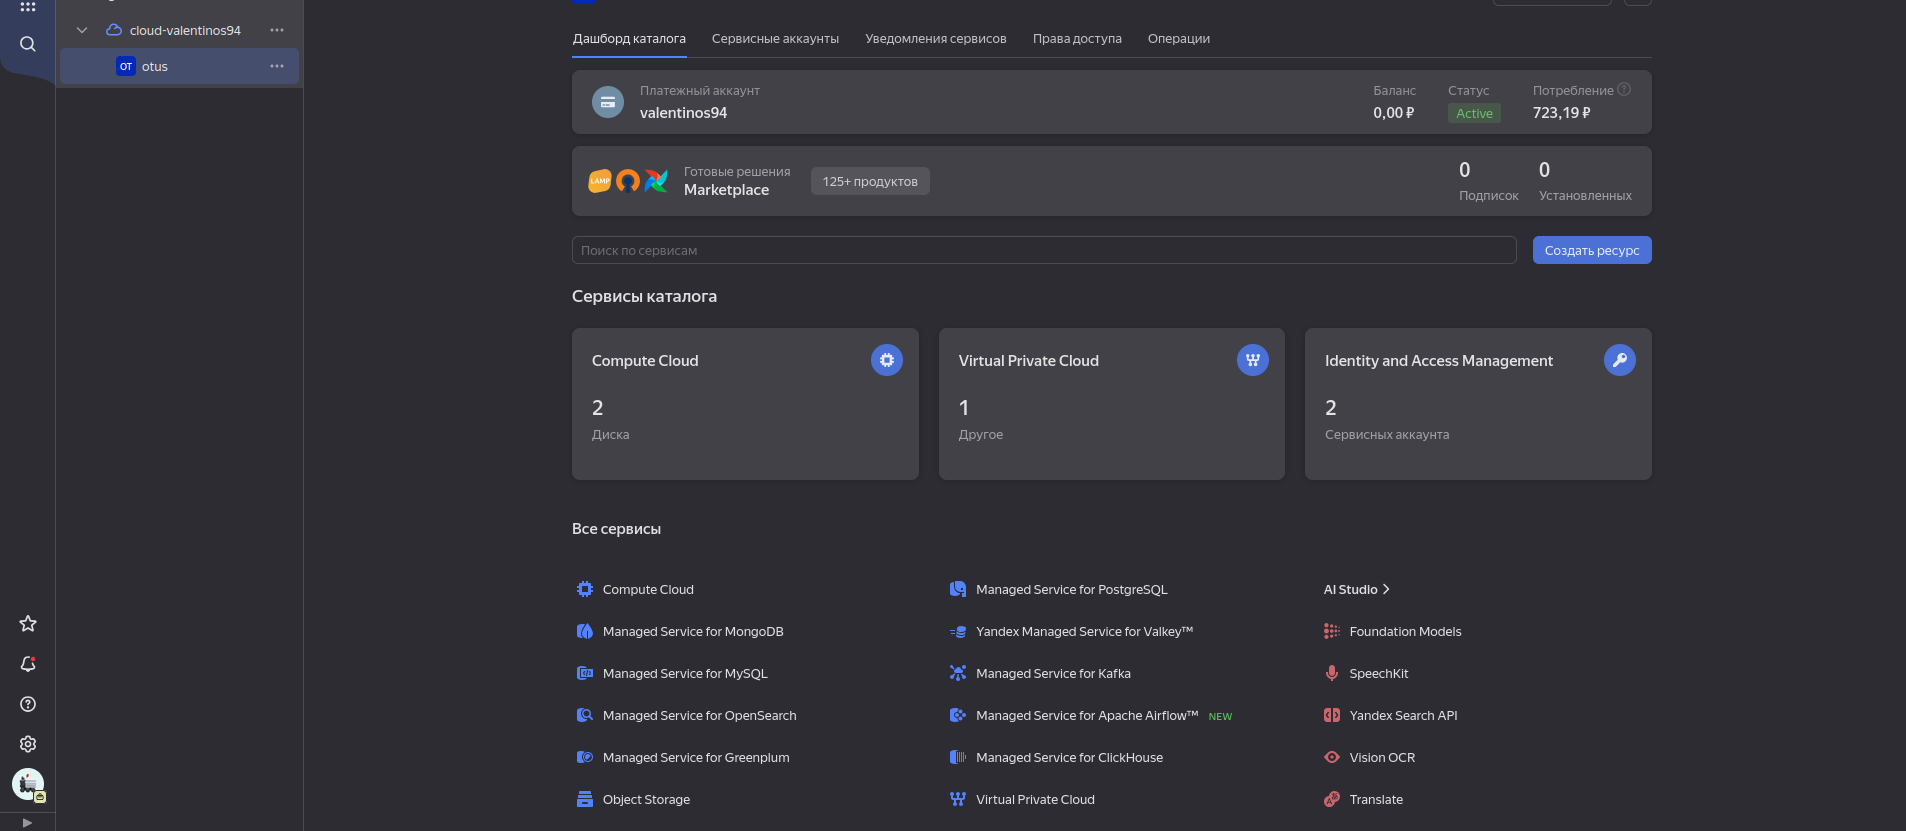 cloud-valentinos94
OT otus
Дашборд каталога Сервисные аккаунты Уведомления сервисов Права доступа Операции
Платежный аккаунт
valentinos94
Баланс
0,00 ₽
Статус
Active
Потребление
723,19 ₽
LAMP
Готовые решения
Marketplace
125+ продуктов
0
Подписок
0
Установленных
Поиск по сервисам
Создать ресурс
Сервисы каталога
Compute Cloud
2
Диска
Virtual Private Cloud
1
Другое
Identity and Access Management
2
Сервисных аккаунта
Все сервисы
Compute Cloud
Managed Service for MongoDB
Managed Service for MySQL
Managed Service for OpenSearch
Managed Service for Greenplum
Object Storage
Managed Service for PostgreSQL
Yandex Managed Service for Valkey™
Managed Service for Kafka
Managed Service for Apache Airflow™ NEW
Managed Service for ClickHouse
Virtual Private Cloud
AI Studio
Foundation Models
SpeechKit
Yandex Search API
Vision OCR
Translate